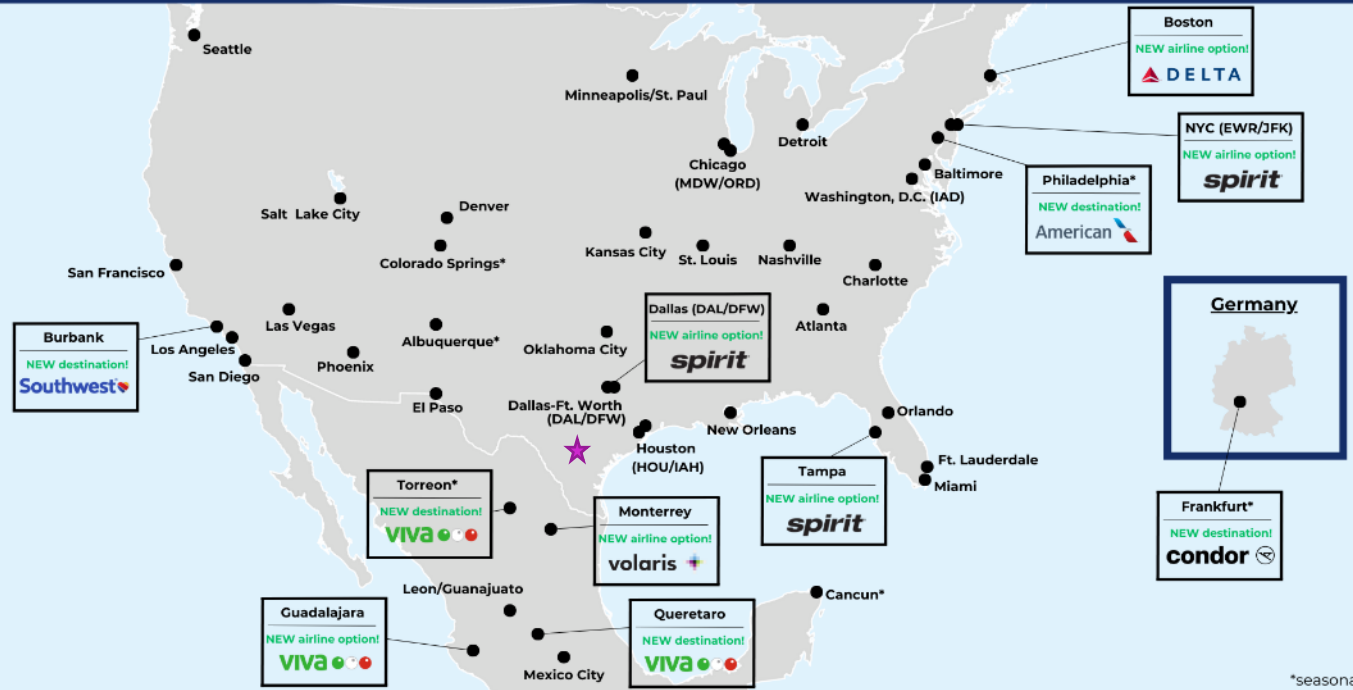 Seattle
Minneapolis/St. Paul
Detroit
Chicago
(MDW/ORD)
Boston
NEW airline option!
DELTA
NYC (EWR/JFK)
NEW airline option!
spirit
Baltimore
Washington, D.C. (IAD)
Philadelphia*
NEW destination!
American
Salt Lake City
Denver
Colorado Springs*
Kansas City
St. Louis
Nashville
Charlotte
San Francisco
Las Vegas
Albuquerque*
Oklahoma City
Atlanta
Dallas (DAL/DFW)
NEW airline option!
spirit
Burbank
NEW destination!
Southwest
Los Angeles
San Diego
Phoenix
El Paso
Dallas-Ft. Worth
(DAL/DFW)
Houston
(HOU/IAH)
New Orleans
Orlando
Ft. Lauderdale
Miami
Tampa
NEW airline option!
spirit
Germany
Frankfurt*
NEW destination!
condor
Torreon*
NEW destination!
VIVA
Monterrey
NEW airline option!
volaris
Leon/Guanajuato
Cancun*
Guadalajara
NEW airline option!
VIVA
Queretaro
NEW destination!
VIVA
Mexico City
*seasona